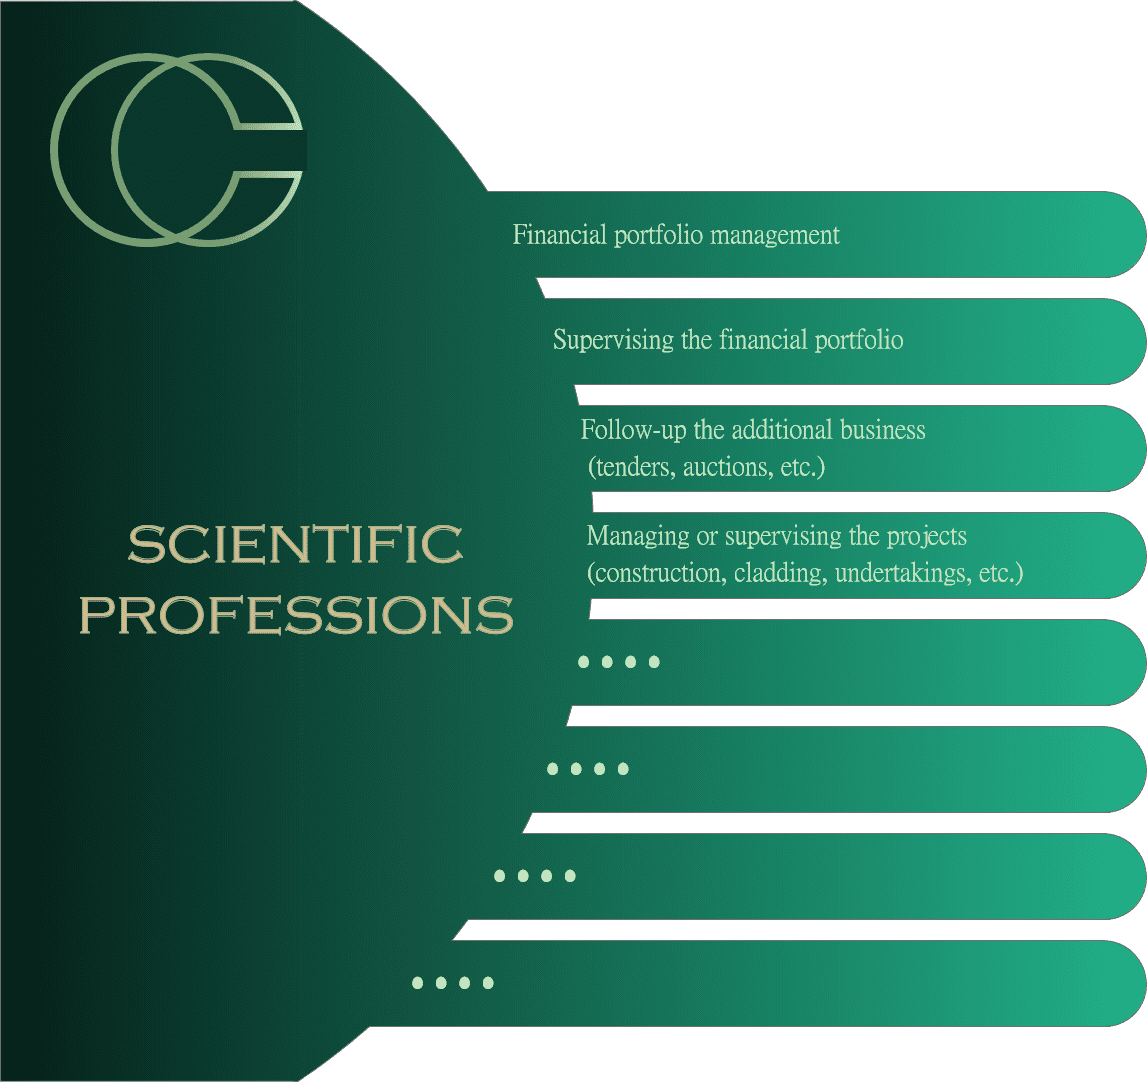 Financial portfolio management
Supervising the financial portfolio
Follow-up the additional business
(tenders, auctions, etc.)
SCIENTIFIC
PROFESSIONS
Managing or supervising the projects
(construction, cladding, undertakings, etc.)
• • • •
• • • •
• • • •
• • • •